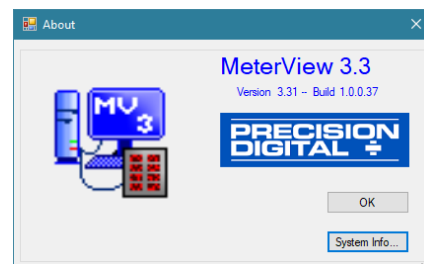 About
MeterView 3.3
Version 3.31 -- Build 1.0.0.37
MV
3
PRECISION
DIGITAL
OK
System Info...